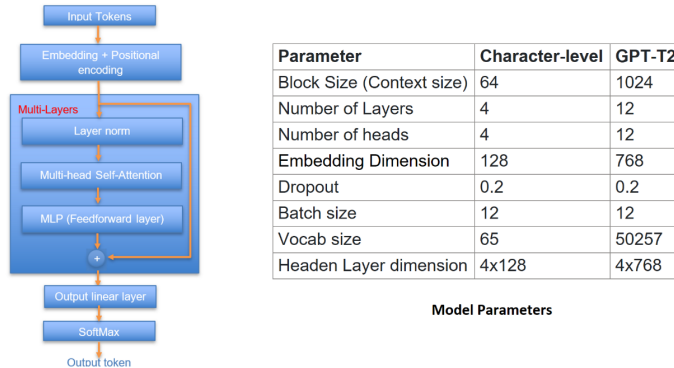 Input Tokens
Embedding + Positional
encoding
Multi-Layers
Layer norm
Multi-head Self-Attention
MLP (Feedforward layer)
+
Output linear layer
SoftMax
Output token
Parameter Character-level GPT-T2
Block Size (Context size) 64 1024
Number of Layers 4 12
Number of heads 4 12
Embedding Dimension 128 768
Dropout 0.2 0.2
Batch size 12 12
Vocab size 65 50257
Headen Layer dimension 4x128 4x768
Model Parameters